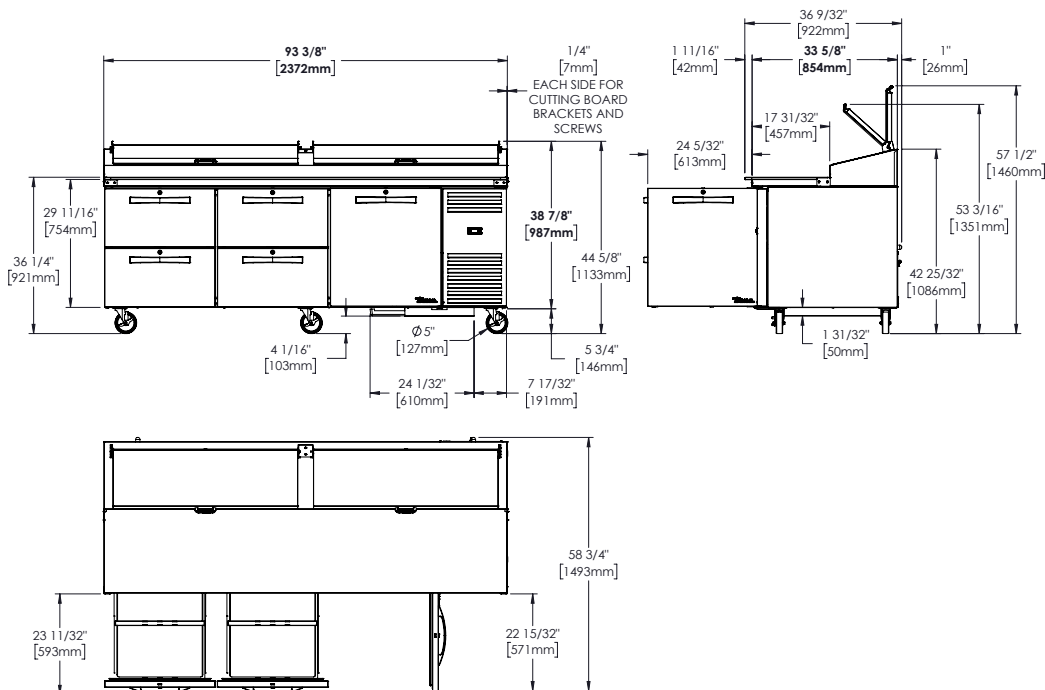 93 3/8"
[2372mm]
1/4"
[7mm]
EACH SIDE FOR
CUTTING BOARD
BRACKETS AND
SCREWS
29 11/16"
[754mm]
36 1/4"
[921mm]
38 7/8"
[987mm]
44 5/8"
[1133mm]
4 1/16"
[103mm]
Ø 5"
[127mm]
5 3/4"
[146mm]
24 1/32"
[610mm]
7 17/32"
[191mm]
36 9/32"
[922mm]
1 11/16"
[42mm]
33 5/8"
[854mm]
1"
[26mm]
17 31/32"
[457mm]
24 5/32"
[613mm]
57 1/2"
[1460mm]
53 3/16"
[1351mm]
42 25/32"
[1086mm]
1 31/32"
[50mm]
58 3/4"
[1493mm]
23 11/32"
[593mm]
22 15/32"
[571mm]